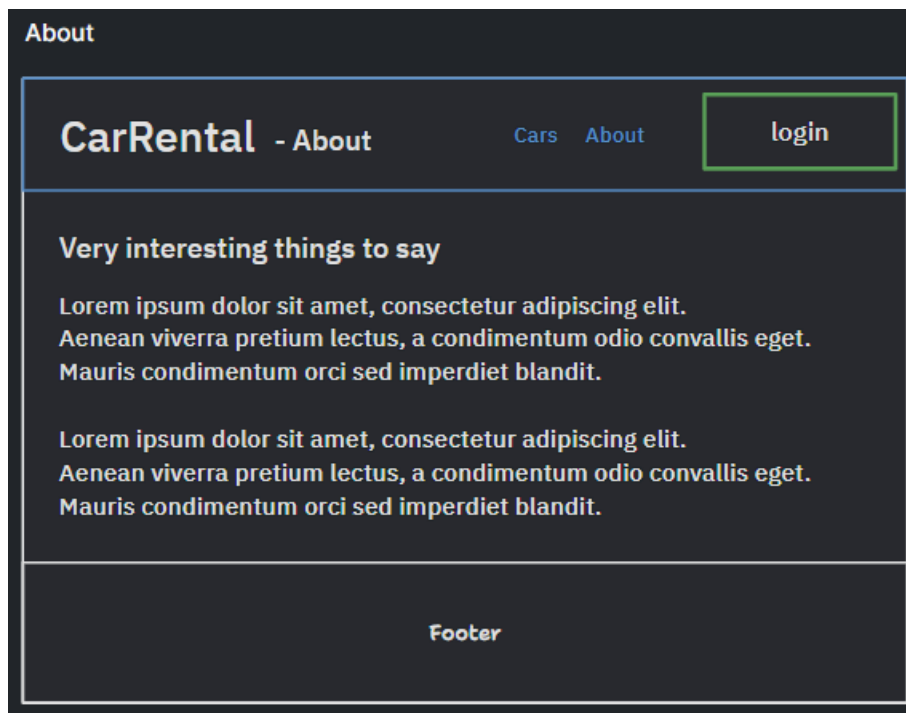 About
CarRental - About Cars About login
Very interesting things to say
Lorem ipsum dolor sit amet, consectetur adipiscing elit.
Aenean viverra pretium lectus, a condimentum odio convallis eget.
Mauris condimentum orci sed imperdiet blandit.
Lorem ipsum dolor sit amet, consectetur adipiscing elit.
Aenean viverra pretium lectus, a condimentum odio convallis eget.
Mauris condimentum orci sed imperdiet blandit.
Footer